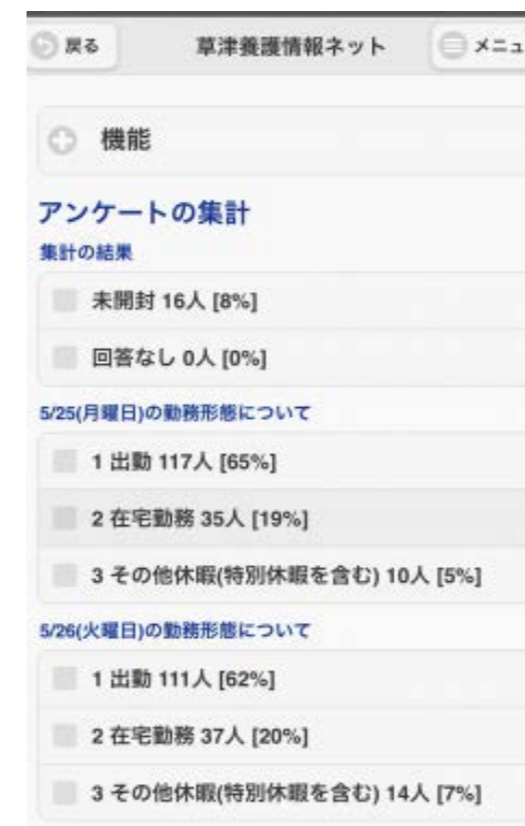 戻る
草津養護情報ネット
メニュ
機能
アンケートの集計
集計の結果
未開封 16人 [8%]
回答なし 0人 [0%]
5/25(月曜日)の勤務形態について
1 出勤 117人 [65%]
2 在宅勤務 35人 [19%]
3 その他休暇(特別休暇を含む) 10人 [5%]
5/26(火曜日)の勤務形態について
1 出勤 111人 [62%]
2 在宅勤務 37人 [20%]
3 その他休暇(特別休暇を含む) 14人 [7%]